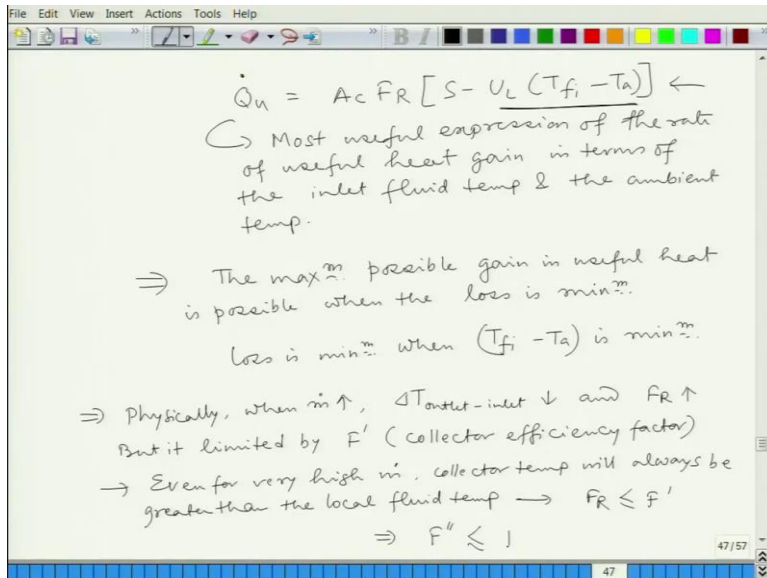 File Edit View Insert Actions Tools Help
Q̇u = Ac FR [S - UL (Tfi - Ta)] ←
↳ Most useful expression of the rate
of useful heat gain in terms of
the inlet fluid temp & the ambient
temp.
⇒ The maxm. possible gain in useful heat
is possible when the loss is minm.
Loss is minm when (Tfi - Ta) is minm.
⇒ Physically, when ṁ ↑, ΔToutlet-inlet ↓ and FR ↑
But it limited by F' (collector efficiency factor)
→ Even for very high ṁ, collector temp will always be
greater than the local fluid temp → FR ≤ F'
⇒ F" ≤ 1
47/57
47